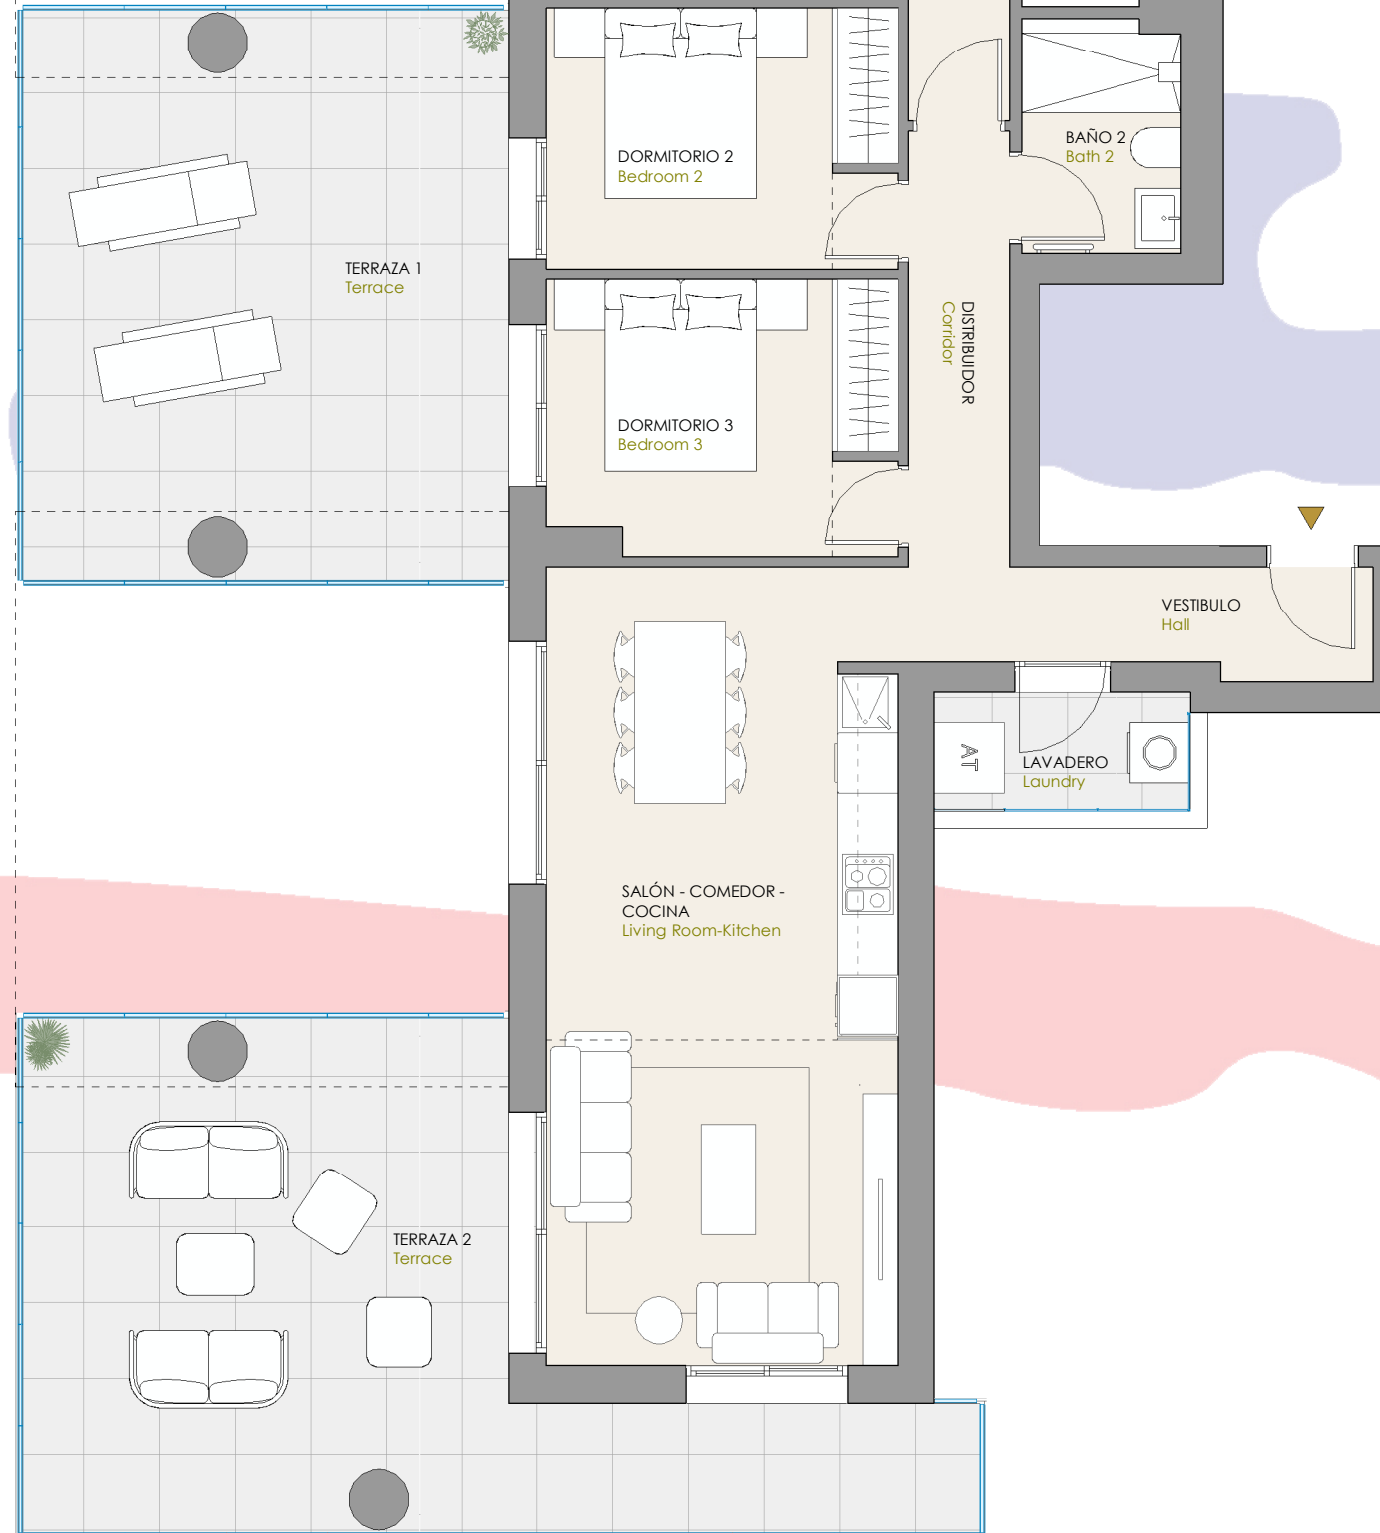 BAÑO 2
Bath 2
DORMITORIO 2
Bedroom 2
TERRAZA 1
Terrace
DISTRIBUIDOR
Corridor
DORMITORIO 3
Bedroom 3
VESTIBULO
Hall
AT
LAVADERO
Laundry
SALÓN - COMEDOR -
COCINA
Living Room-Kitchen
TERRAZA 2
Terrace